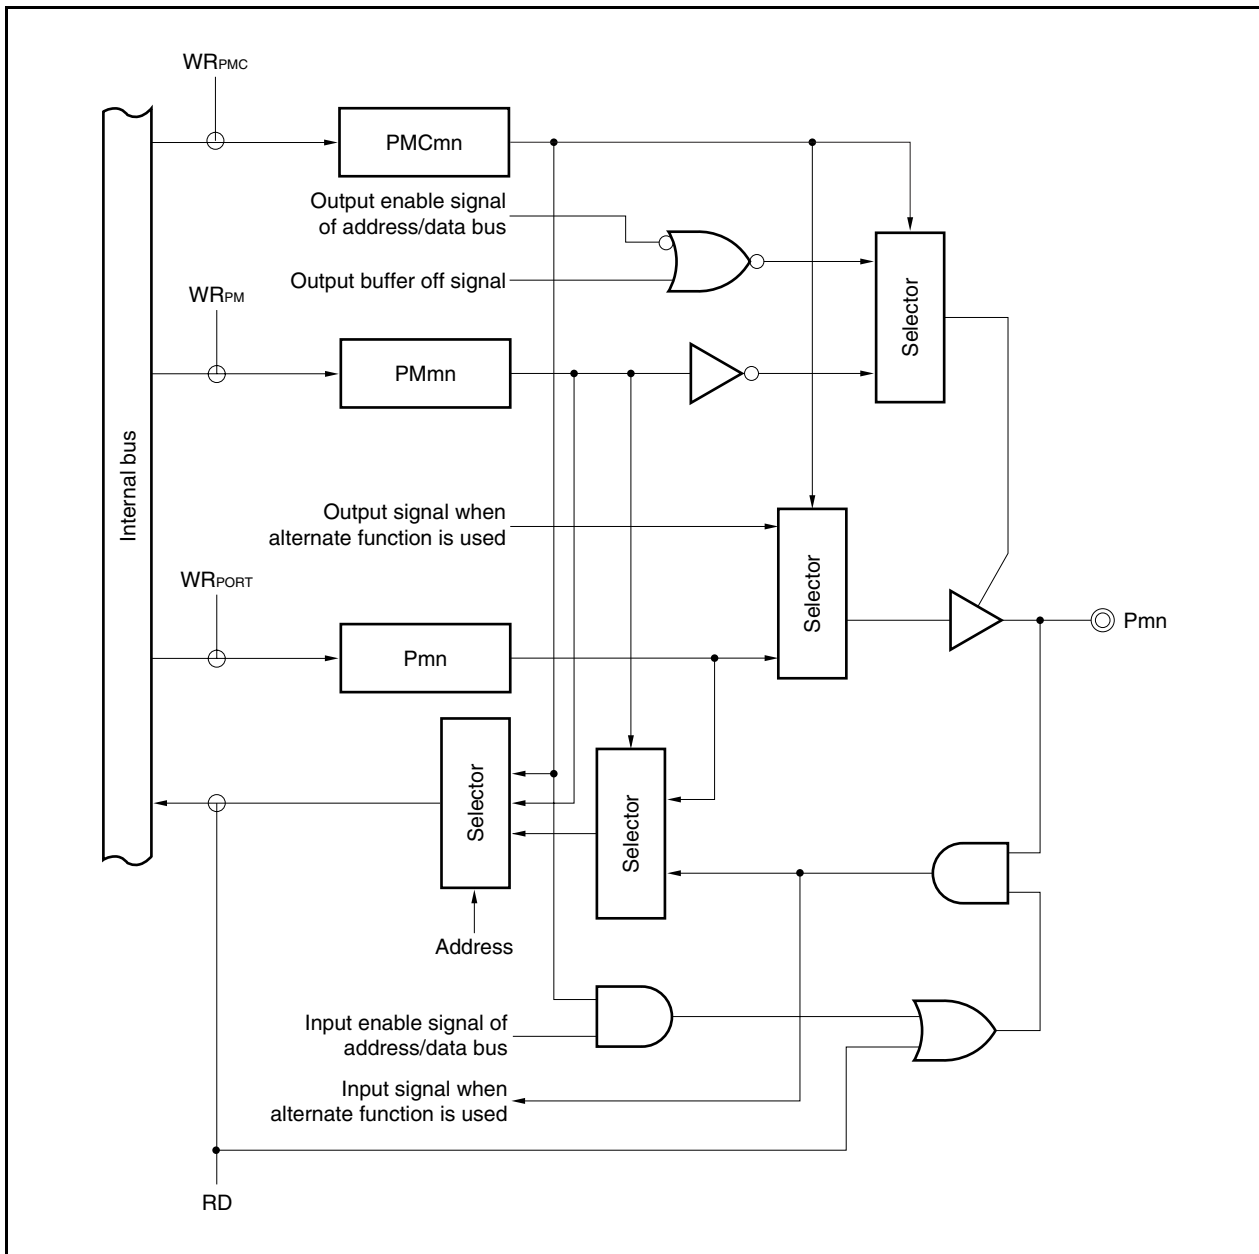 WRPMC
PMCmn
Output enable signal
of address/data bus
Output buffer off signal
Selector
WRPM
PMmn
Internal bus
Output signal when
alternate function is used
Selector
WRPORT
Pmn
Pmn
Selector
Selector
Address
Input enable signal of
address/data bus
Input signal when
alternate function is used
RD